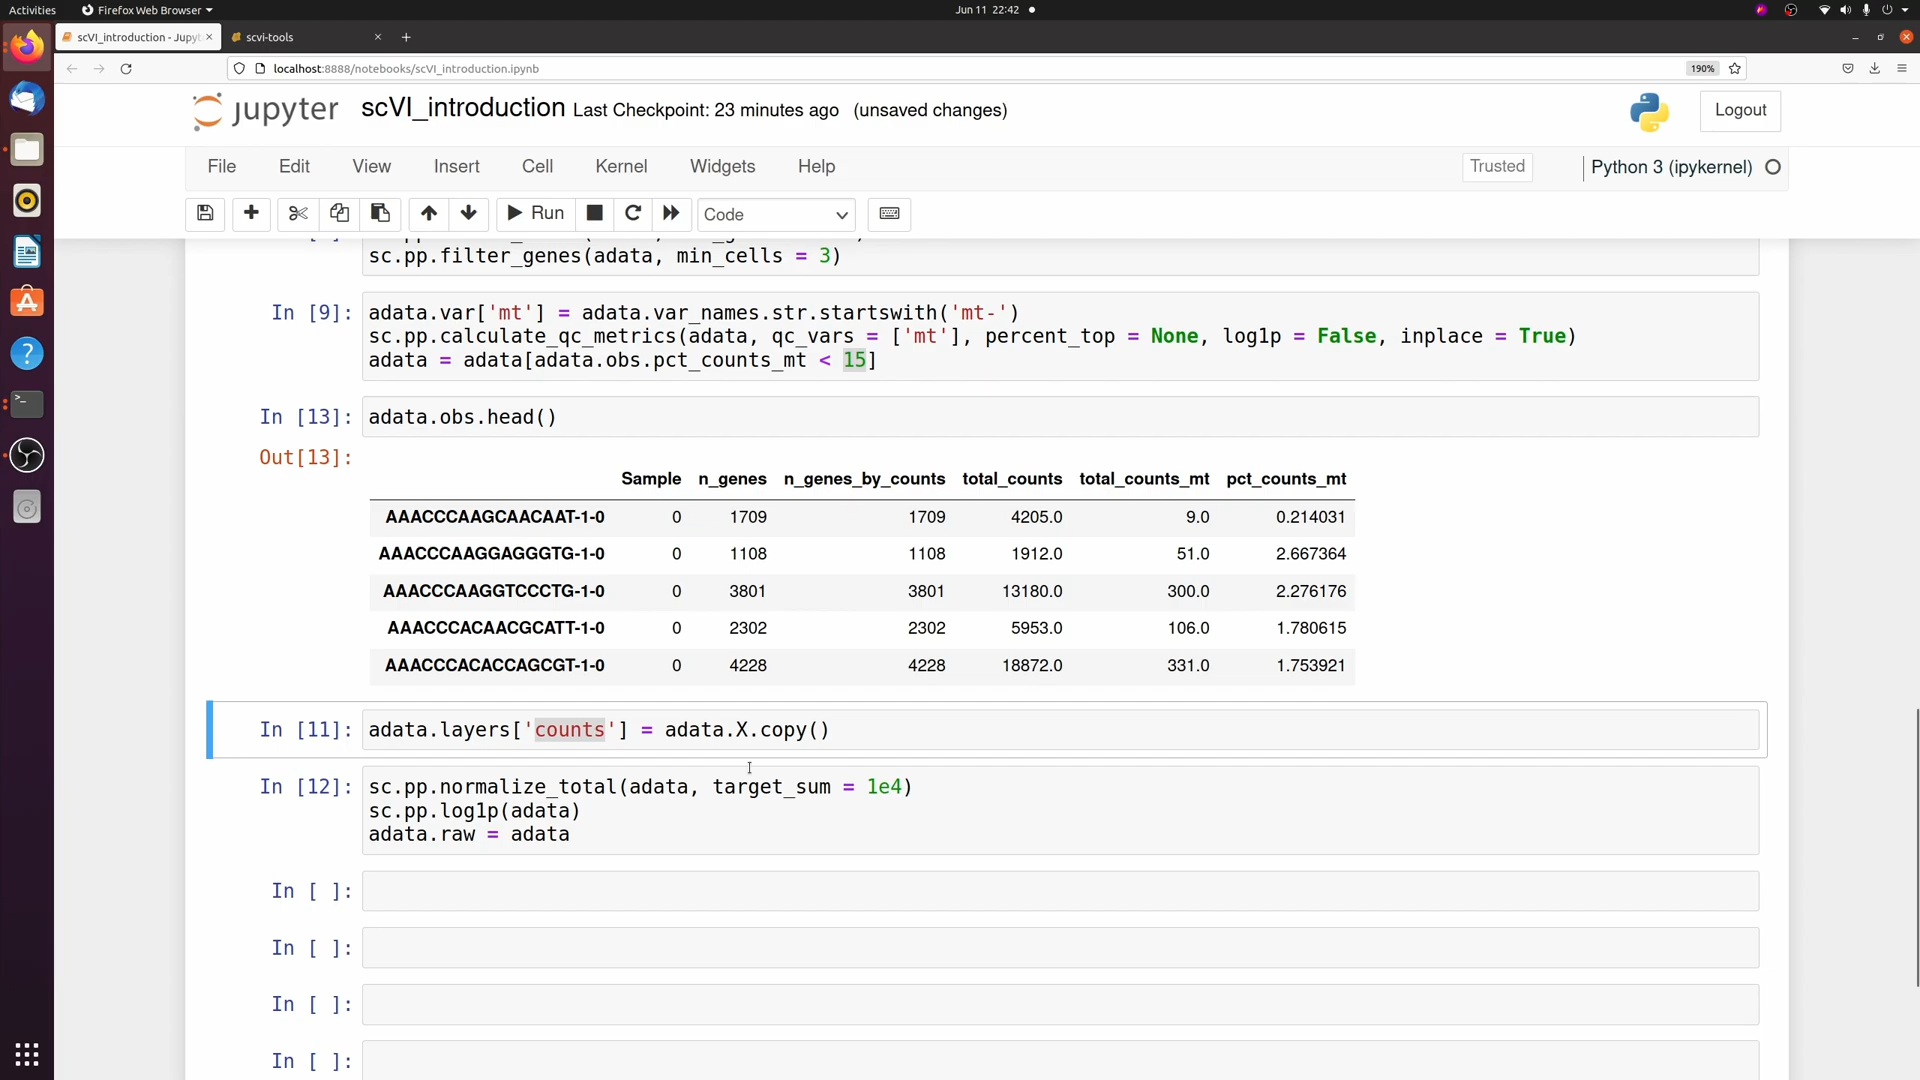 Activities
Firefox Web Browser
Jun 11 22:42
scVI_introduction - Jupyt
scvi-tools
localhost:8888/notebooks/scVI_introduction.ipynb
190%
jupyter
scVI_introduction Last Checkpoint: 23 minutes ago (unsaved changes)
Logout
File Edit View Insert Cell Kernel Widgets Help
Trusted
Python 3 (ipykernel)
Run
Code
sc.pp.filter_genes(adata, min_cells = 3)
In [9]: adata.var['mt'] = adata.var_names.str.startswith('mt-')
sc.pp.calculate_qc_metrics(adata, qc_vars = ['mt'], percent_top = None, log1p = False, inplace = True)
adata = adata[adata.obs.pct_counts_mt < 15]
In [13]: adata.obs.head()
Out[13]:
Sample n_genes n_genes_by_counts total_counts total_counts_mt pct_counts_mt
AAACCCAAGCAACAAT-1-0 0 1709 1709 4205.0 9.0 0.214031
AAACCCAAGGAGGGTG-1-0 0 1108 1108 1912.0 51.0 2.667364
AAACCCAAGGTCCCTG-1-0 0 3801 3801 13180.0 300.0 2.276176
AAACCCACAACGCATT-1-0 0 2302 2302 5953.0 106.0 1.780615
AAACCCACACCAGCGT-1-0 0 4228 4228 18872.0 331.0 1.753921
In [11]: adata.layers['counts'] = adata.X.copy()
In [12]: sc.pp.normalize_total(adata, target_sum = 1e4)
sc.pp.log1p(adata)
adata.raw = adata
In [ ]:
In [ ]:
In [ ]:
In [ ]: